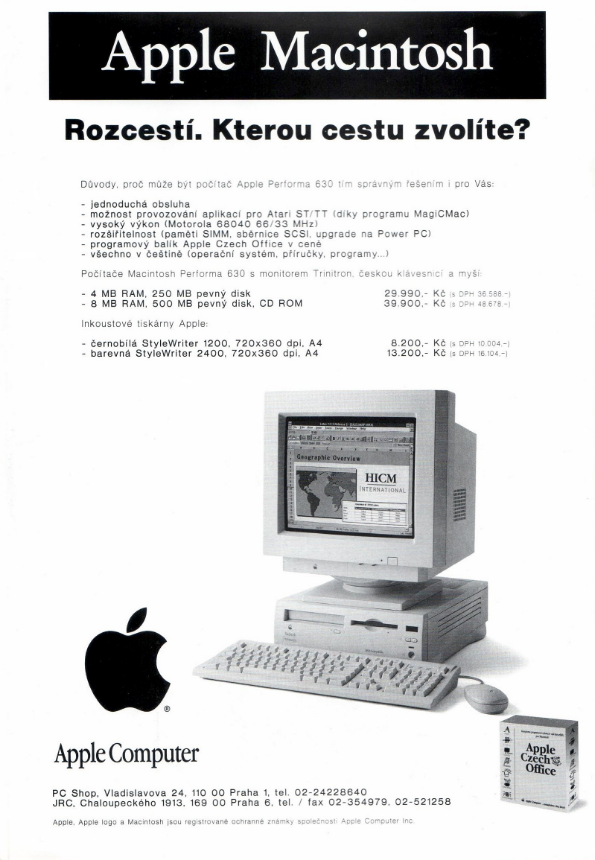 Apple Macintosh
Rozcestí. Kterou cestu zvolíte?
Důvody, proč může být počítač Apple Performa 630 tím správným řešením i pro Vás:
- jednoduchá obsluha
- možnost provozování aplikací pro Atari ST/TT (díky programu MagiCMac)
- vysoký výkon (Motorola 68040 66/33 MHz)
- rozšířitelnost (paměti SIMM, sběrnice SCSI, upgrade na Power PC)
- programový balík Apple Czech Office v ceně
- všechno v češtině (operační systém, příručky, programy...)
Počítače Macintosh Performa 630 s monitorem Trinitron, českou klávesnicí a myší:
- 4 MB RAM, 250 MB pevný disk 29.990,- Kč (s DPH 36.588,-)
- 8 MB RAM, 500 MB pevný disk, CD ROM 39.900,- Kč (s DPH 48.678,-)
Inkoustové tiskárny Apple:
- černobílá StyleWriter 1200, 720x360 dpi, A4 8.200,- Kč (s DPH 10.004,-)
- barevná StyleWriter 2400, 720x360 dpi, A4 13.200,- Kč (s DPH 16.104,-)
Geographic Overview
HICM
INTERNATIONAL
®
Apple Computer
Apple
Czech
Office
PC Shop, Vladislavova 24, 110 00 Praha 1, tel. 02-24228640
JRC, Chaloupeckého 1913, 169 00 Praha 6, tel. / fax 02-354979, 02-521258
Apple, Apple logo a Macintosh jsou registrované ochranné známky společnosti Apple Computer Inc.